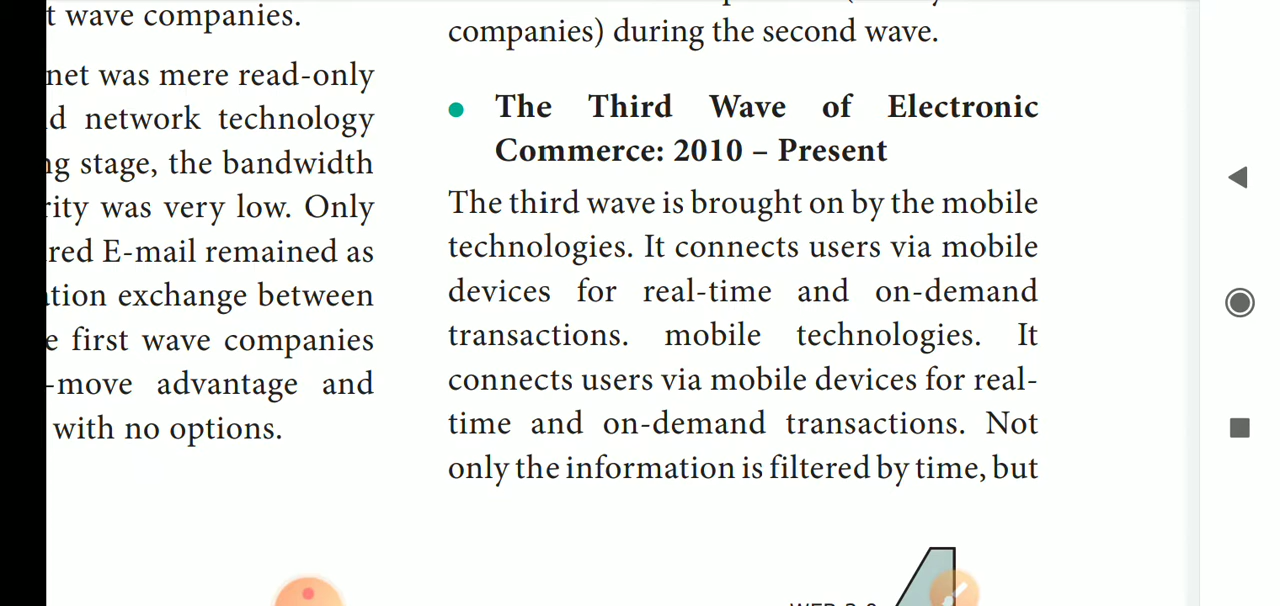 t wave companies.
net was mere read-only
d network technology
g stage, the bandwidth
rity was very low. Only
red E-mail remained as
ation exchange between
e first wave companies
-move advantage and
with no options.
companies) during the second wave.
The Third Wave of Electronic
Commerce: 2010 – Present
The third wave is brought on by the mobile
technologies. It connects users via mobile
devices for real-time and on-demand
transactions. mobile technologies. It
connects users via mobile devices for real-
time and on-demand transactions. Not
only the information is filtered by time, but